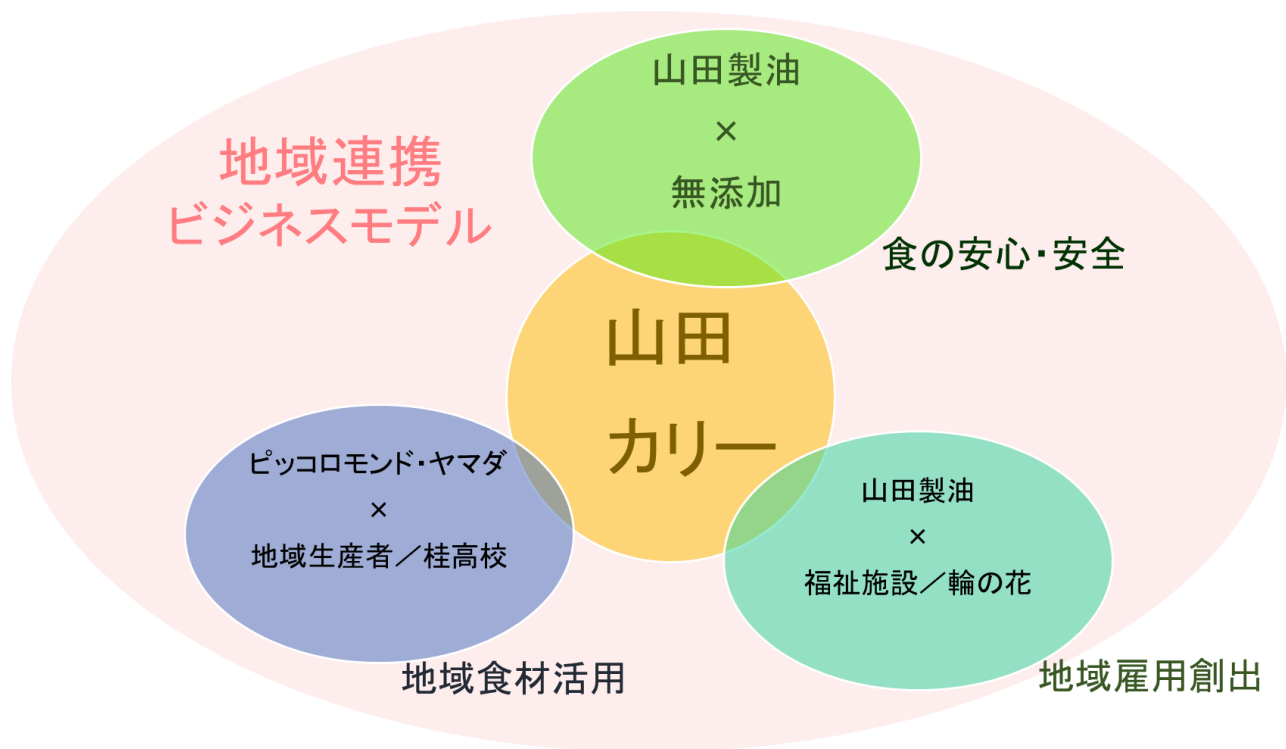 地域連携
ビジネスモデル
山田製油
×
無添加
食の安心・安全
山田
カリー
ピッコロモンド・ヤマダ
×
地域生産者／桂高校
地域食材活用
山田製油
×
福祉施設／輪の花
地域雇用創出